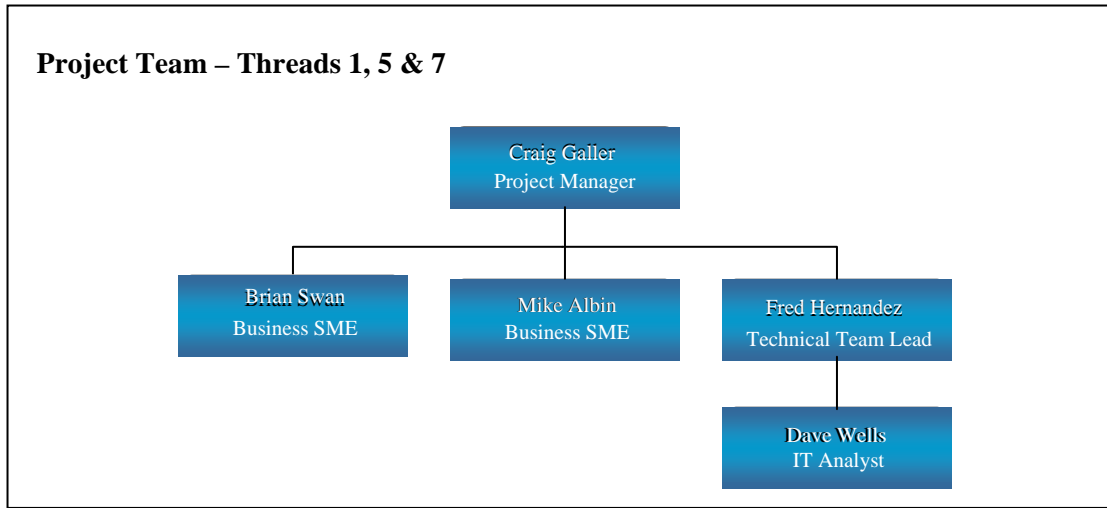 Project Team – Threads 1, 5 & 7
Craig Galler
Project Manager
Brian Swan
Business SME
Mike Albin
Business SME
Fred Hernandez
Technical Team Lead
Dave Wells
IT Analyst